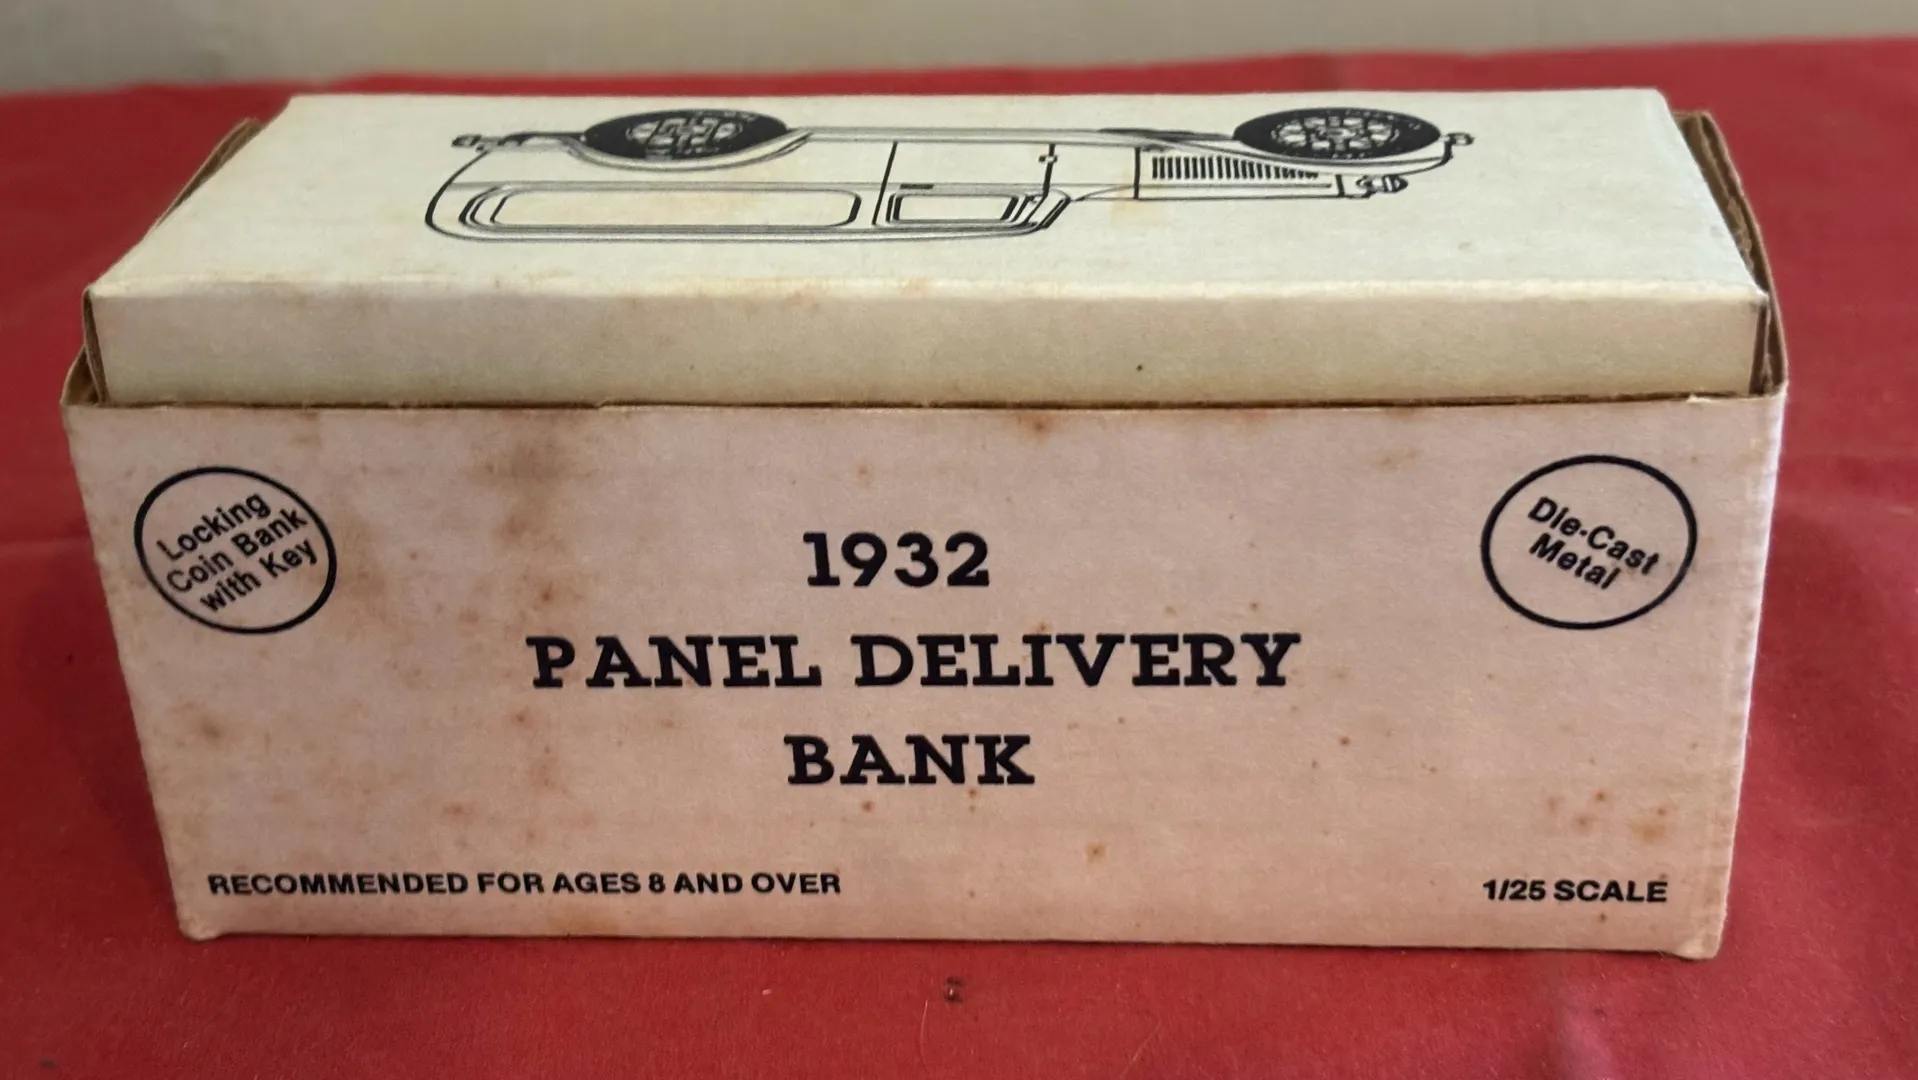 Locking
Coin Bank
with Key
Die-Cast
Metal
1932
PANEL DELIVERY
BANK
RECOMMENDED FOR AGES 8 AND OVER
1/25 SCALE